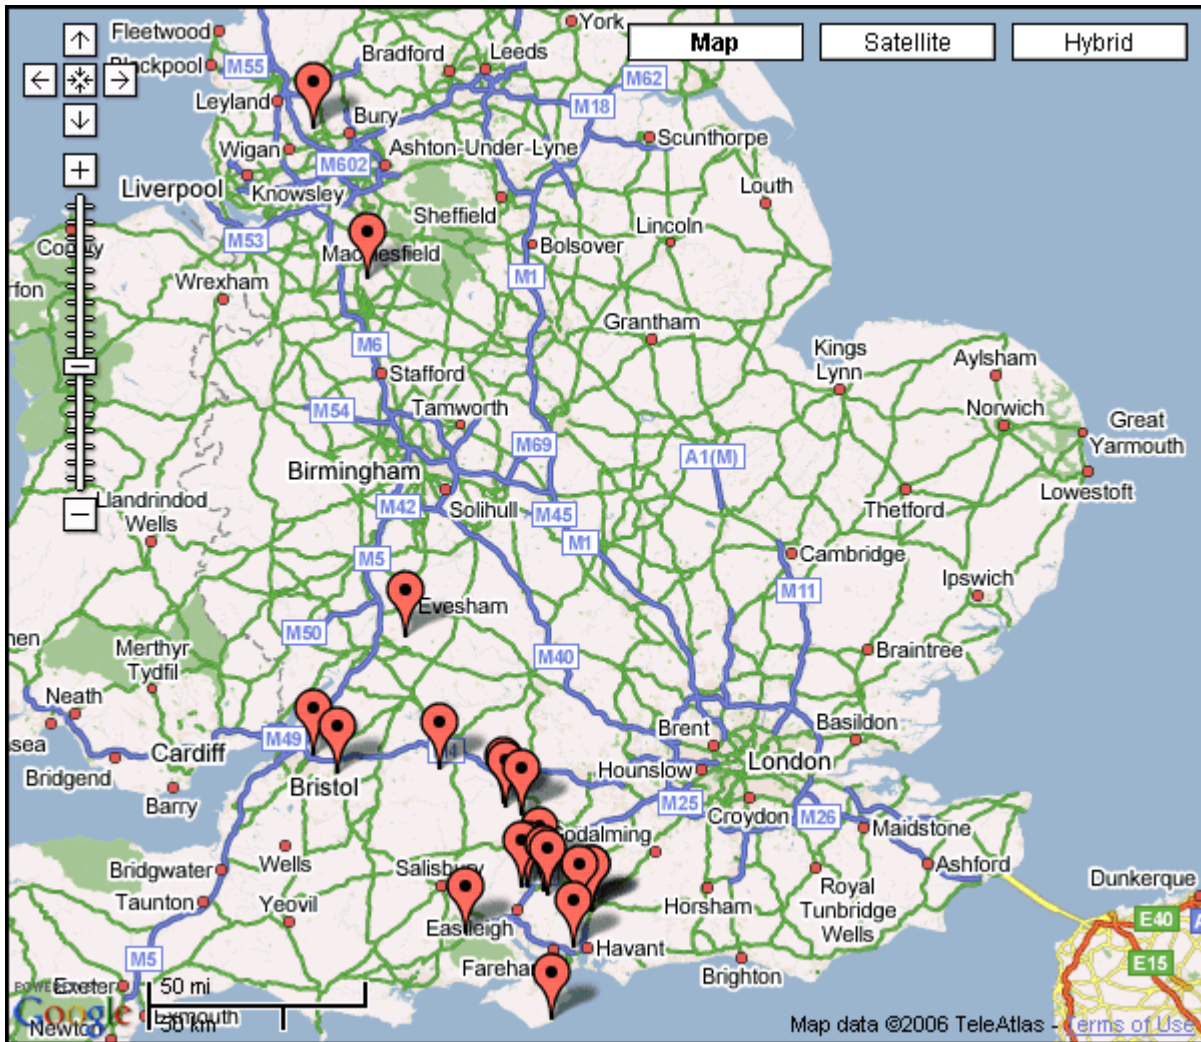 York
Fleetwood
Map
Satellite
Hybrid
Bradford
Leeds
M55
M62
Leyland
M18
Bury
Scunthorpe
Wigan
Ashton-Under-Lyne
M602
Liverpool
Knowsley
Louth
Sheffield
Lincoln
M53
Bolsover
Wrexham
M1
Grantham
M6
Kings
Lynn
Aylsham
Stafford
M54
Tamworth
Norwich
Great
Yarmouth
M69
A1(M)
Birmingham
Lowestoft
Llandrindod
Wells
M42
Solihull
M45
Thetford
M1
M5
Cambridge
M11
Ipswich
Evesham
M50
Merthyr
Tydfil
M40
Braintree
Neath
Brent
Basildon
M49
Cardiff
London
Bridgend
Bristol
Hounslow
Barry
M25
Croydon
M26
Maidstone
Wells
Salisbury
Bridgwater
Ashford
Taunton
Yeovil
Horsham
Royal
Tunbridge
Wells
Dunkerque
E40
Havant
M5
Brighton
E15
Exeter
50 mi
Google
50 km
Exmouth
Map data ©2006 TeleAtlas - Terms of Use